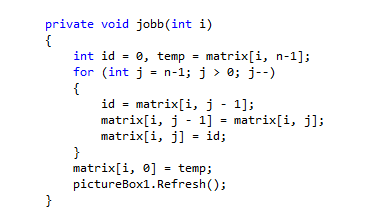 private void jobb(int i)
{
int id = 0, temp = matrix[i, n-1];
for (int j = n-1; j > 0; j--)
{
id = matrix[i, j - 1];
matrix[i, j - 1] = matrix[i, j];
matrix[i, j] = id;
}
matrix[i, 0] = temp;
pictureBox1.Refresh();
}